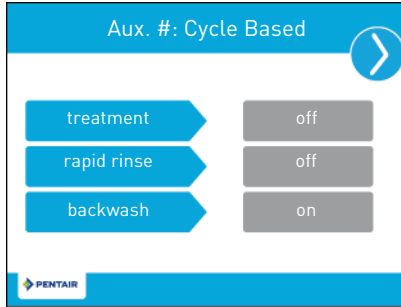 Aux. #: Cycle Based
treatment off
rapid rinse off
backwash on
PENTAIR